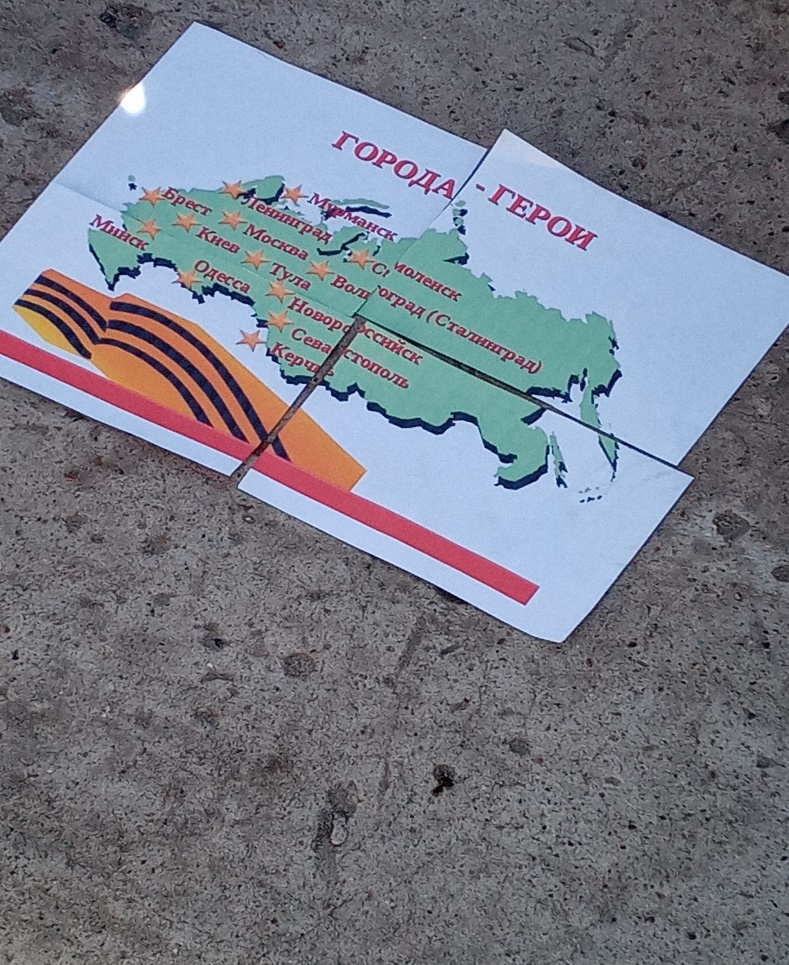 ГОРОДА - ГЕРОИ
Мурманск
Ленинград
Брест
Смоленск
Москва
Минск
Киев
Тула
Волгоград (Сталинград)
Одесса
Новороссийск
Севастополь
Керчь